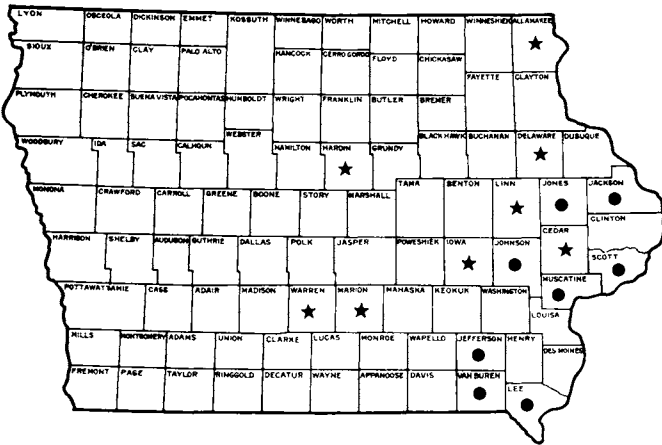 LYON OSCEOLA DICKINSON EMMET KOSSUTH WINNEBAGO WORTH MITCHELL HOWARD WINNESHIEK ALLAMAKEE
SIOUX O'BRIEN CLAY PALO ALTO HANCOCK CERRO GORDO FLOYD CHICKASAW
FAYETTE CLAYTON
PLYMOUTH CHEROKEE BUENA VISTA POCAHONTAS HUMBOLDT WRIGHT FRANKLIN BUTLER BREMER
WOODBURY IDA SAC CALHOUN WEBSTER HAMILTON HARDIN GRUNDY BLACK HAWK BUCHANAN DELAWARE DUBUQUE
MONONA CRAWFORD CARROLL GREENE BOONE STORY MARSHALL TAMA BENTON LINN JONES JACKSON
CLINTON
CEDAR
HARRISON SHELBY AUDUBON GUTHRIE DALLAS POLK JASPER POWESHIEK IOWA JOHNSON SCOTT
MUSCATINE
POTTAWATTAMIE CASS ADAIR MADISON WARREN MARION MAHASKA KEOKUK WASHINGTON
LOUISA
MILLS MONTGOMERY ADAMS UNION CLARKE LUCAS MONROE WAPELLO JEFFERSON HENRY DES MOINES
FREMONT PAGE TAYLOR RINGGOLD DECATUR WAYNE APPANOOSE DAVIS VAN BUREN LEE